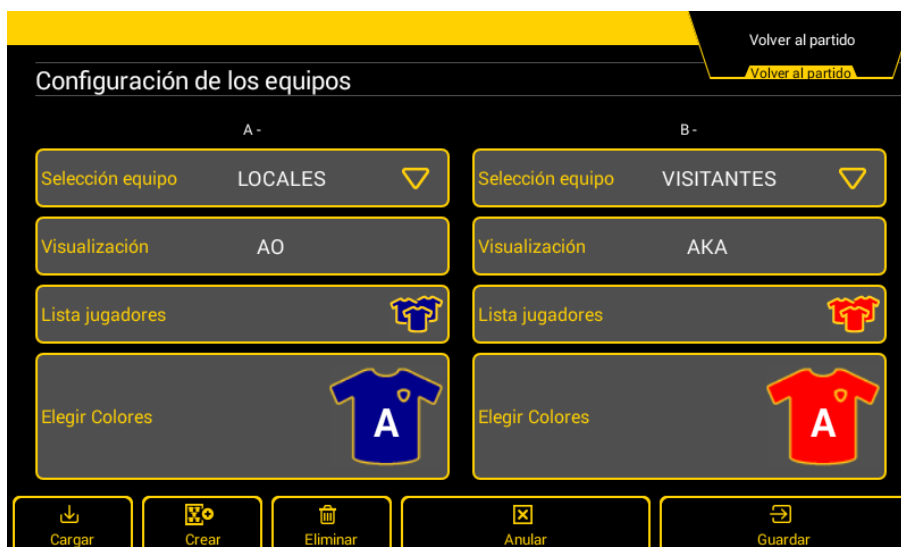 Volver al partido
Volver al partido
Configuración de los equipos
A -
B -
Selección equipo LOCALES
Selección equipo VISITANTES
Visualización AO
Visualización AKA
Lista jugadores
Lista jugadores
Elegir Colores A
Elegir Colores A
Cargar
Crear
Eliminar
Anular
Guardar